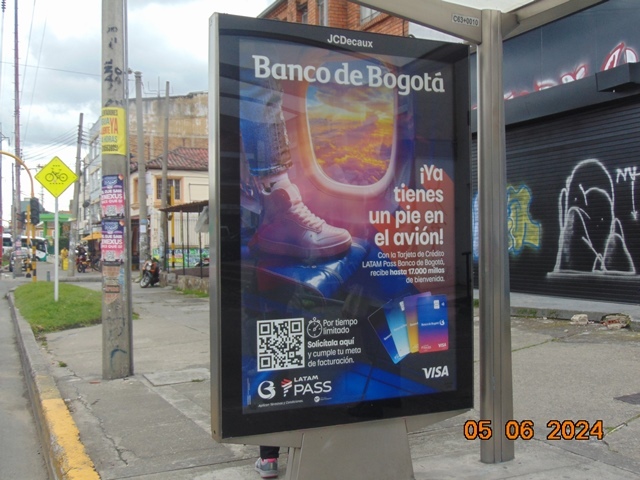 C63+0010
JCDecaux
Banco de Bogotá
¡Ya
tienes
un pie en
el avión!
Con la Tarjeta de Crédito
LATAM Pass Banco de Bogotá,
recibe hasta 17.000 millas
de bienvenida.
Por tiempo
limitado
Solicítala aquí
y cumple tu meta
de facturación.
LATAM
PASS
VISA
05 06 2024